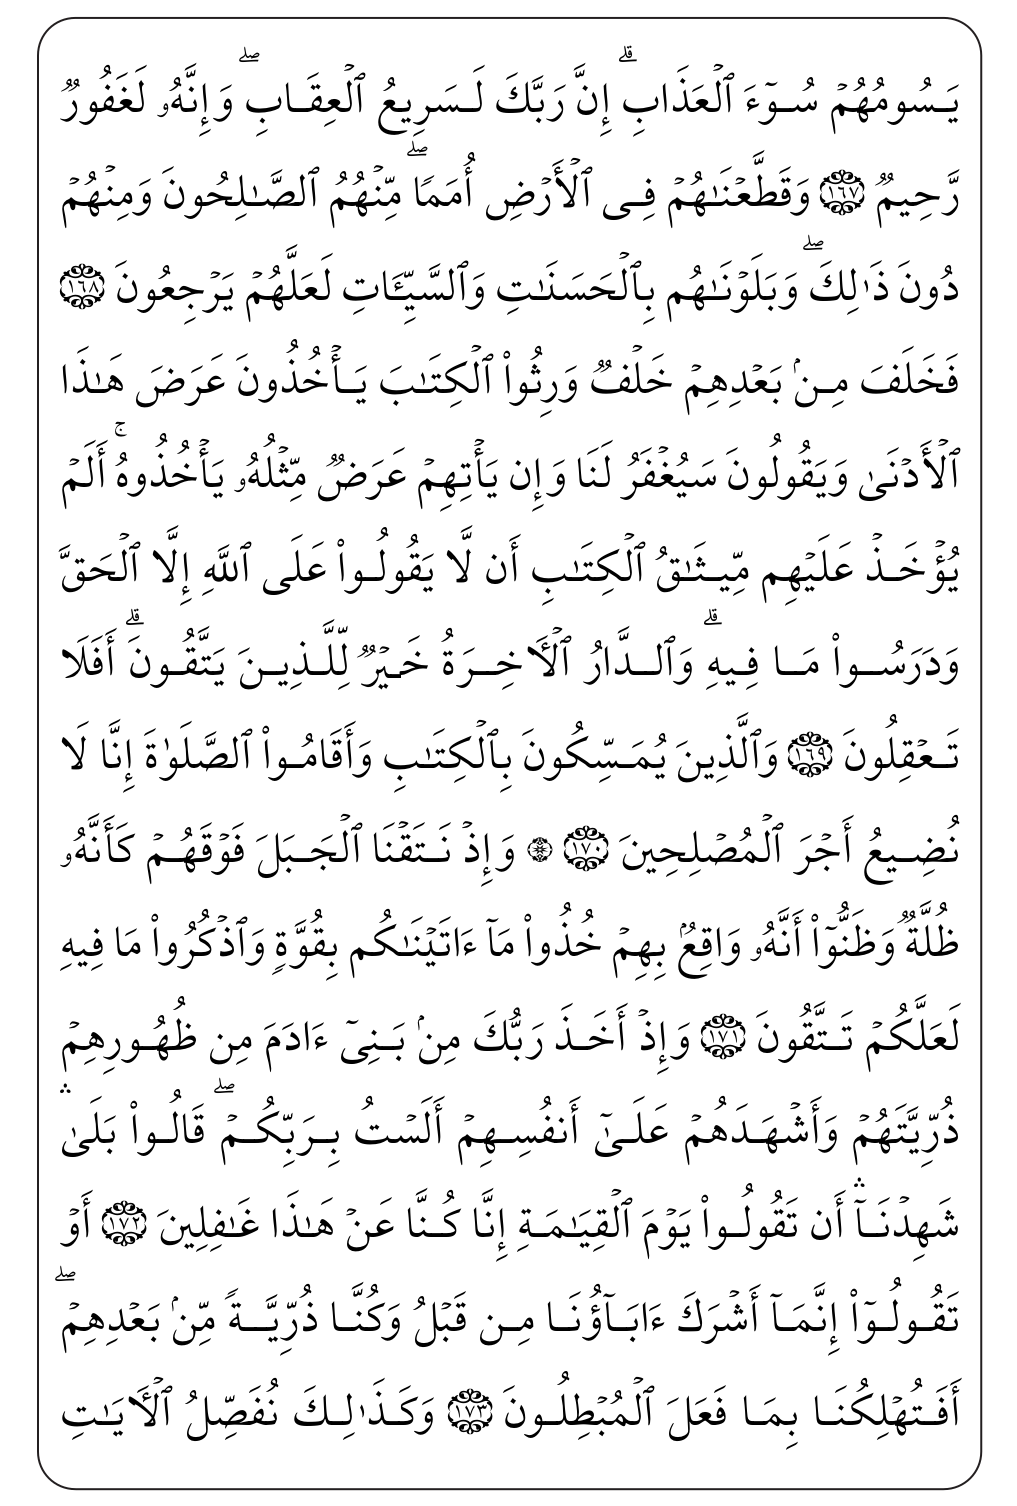 يَسُومُهُمۡ سُوٓءَ ٱلۡعَذَابِۗ إِنَّ رَبَّكَ لَسَرِيعُ ٱلۡعِقَابِۖ وَإِنَّهُۥ لَغَفُورٞ
رَّحِيمٞ ١٦٧ وَقَطَّعۡنَٰهُمۡ فِي ٱلۡأَرۡضِ أُمَمٗاۖ مِّنۡهُمُ ٱلصَّٰلِحُونَ وَمِنۡهُمۡ
دُونَ ذَٰلِكَۖ وَبَلَوۡنَٰهُم بِٱلۡحَسَنَٰتِ وَٱلسَّيِّـَٔاتِ لَعَلَّهُمۡ يَرۡجِعُونَ ١٦٨
فَخَلَفَ مِنۢ بَعۡدِهِمۡ خَلۡفٞ وَرِثُواْ ٱلۡكِتَٰبَ يَأۡخُذُونَ عَرَضَ هَٰذَا
ٱلۡأَدۡنَىٰ وَيَقُولُونَ سَيُغۡفَرُ لَنَا وَإِن يَأۡتِهِمۡ عَرَضٞ مِّثۡلُهُۥ يَأۡخُذُوهُۚ أَلَمۡ
يُؤۡخَذۡ عَلَيۡهِم مِّيثَٰقُ ٱلۡكِتَٰبِ أَن لَّا يَقُولُواْ عَلَى ٱللَّهِ إِلَّا ٱلۡحَقَّ
وَدَرَسُواْ مَا فِيهِۗ وَٱلدَّارُ ٱلۡأٓخِرَةُ خَيۡرٞ لِّلَّذِينَ يَتَّقُونَۗ أَفَلَا
تَعۡقِلُونَ ١٦٩ وَٱلَّذِينَ يُمَسِّكُونَ بِٱلۡكِتَٰبِ وَأَقَامُواْ ٱلصَّلَوٰةَ إِنَّا لَا
نُضِيعُ أَجۡرَ ٱلۡمُصۡلِحِينَ ١٧٠ ۞ وَإِذۡ نَتَقۡنَا ٱلۡجَبَلَ فَوۡقَهُمۡ كَأَنَّهُۥ
ظُلَّةٞ وَظَنُّوٓاْ أَنَّهُۥ وَاقِعُۢ بِهِمۡ خُذُواْ مَآ ءَاتَيۡنَٰكُم بِقُوَّةٖ وَٱذۡكُرُواْ مَا فِيهِ
لَعَلَّكُمۡ تَتَّقُونَ ١٧١ وَإِذۡ أَخَذَ رَبُّكَ مِنۢ بَنِيٓ ءَادَمَ مِن ظُهُورِهِمۡ
ذُرِّيَّتَهُمۡ وَأَشۡهَدَهُمۡ عَلَىٰٓ أَنفُسِهِمۡ أَلَسۡتُ بِرَبِّكُمۡۖ قَالُواْ بَلَىٰۛ
شَهِدۡنَآۛ أَن تَقُولُواْ يَوۡمَ ٱلۡقِيَٰمَةِ إِنَّا كُنَّا عَنۡ هَٰذَا غَٰفِلِينَ ١٧٢ أَوۡ
تَقُولُوٓاْ إِنَّمَآ أَشۡرَكَ ءَابَآؤُنَا مِن قَبۡلُ وَكُنَّا ذُرِّيَّةٗ مِّنۢ بَعۡدِهِمۡۖ
أَفَتُهۡلِكُنَا بِمَا فَعَلَ ٱلۡمُبۡطِلُونَ ١٧٣ وَكَذَٰلِكَ نُفَصِّلُ ٱلۡأٓيَٰتِ